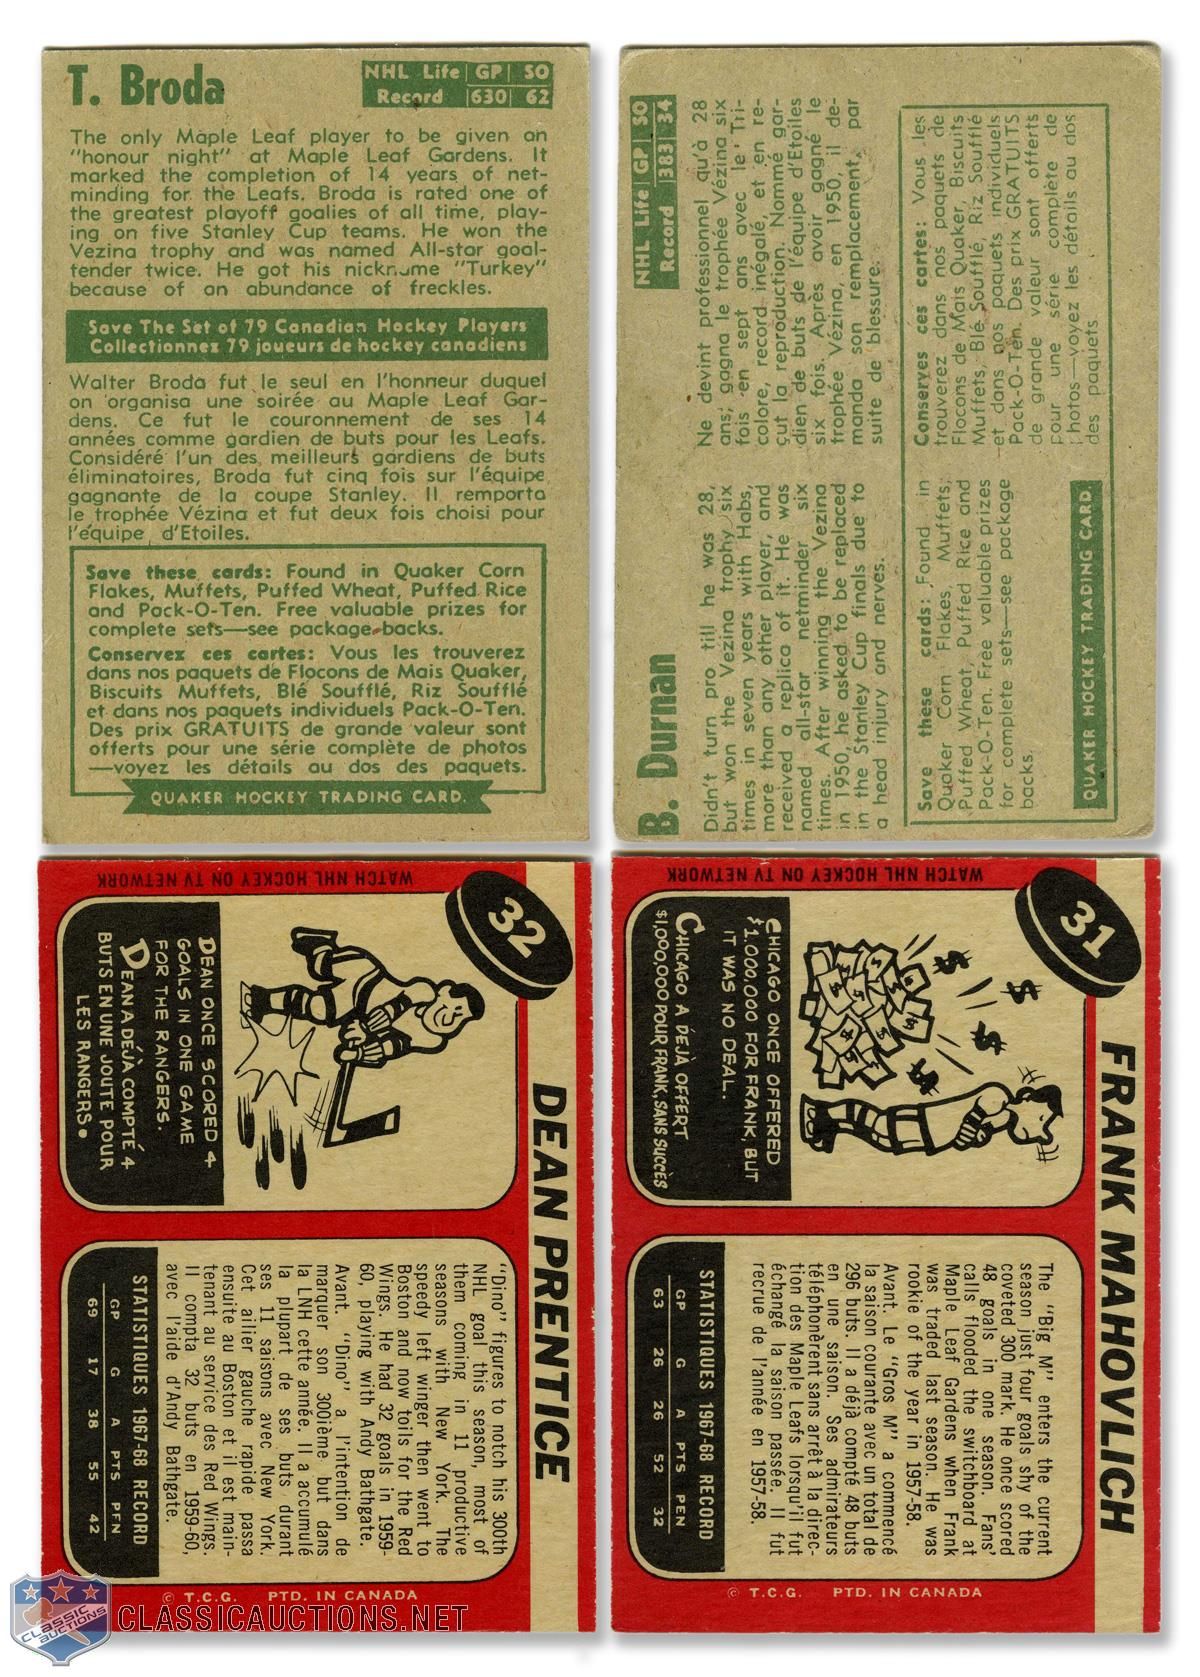 T. Broda
NHL Life GP SO
Record 630 62
The only Maple Leaf player to be given an
"honour night" at Maple Leaf Gardens. It
marked the completion of 14 years of net-
minding for the Leafs. Broda is rated one of
the greatest playoff goalies of all time, play-
ing on five Stanley Cup teams. He won the
Vezina trophy and was named All-star goal-
tender twice. He got his nickname "Turkey"
because of an abundance of freckles.
Save The Set of 79 Canadian Hockey Players
Collectionnez 79 joueurs de hockey canadiens
Walter Broda fut le seul en l'honneur duquel
on organisa une soirée au Maple Leaf Gar-
dens. Ce fut le couronnement de ses 14
années comme gardien de buts pour les Leafs.
Considéré l'un des meilleurs gardiens de buts
éliminatoires, Broda fut cinq fois sur l'équipe
gagnante de la coupe Stanley. Il remporta
le trophée Vézina et fut deux fois choisi pour
l'équipe d'Etoiles.
Save these cards: Found in Quaker Corn
Flakes, Muffets, Puffed Wheat, Puffed Rice
and Pack-O-Ten. Free valuable prizes for
complete sets—see package backs.
Conservez ces cartes: Vous les trouverez
dans nos paquets de Flocons de Mais Quaker,
Biscuits Muffets, Blé Soufflé, Riz Soufflé
et dans nos paquets individuels Pack-O-Ten.
Des prix GRATUITS de grande valeur sont
offerts pour une série complète de photos
—voyez les détails au dos des paquets.
QUAKER HOCKEY TRADING CARD.
B. Durnan
NHL Life GP SO
Record 383 34
Didn't turn pro till he was 28,
but won the Vezina trophy six
times in seven years with Habs,
more than any other player, and
received a replica of it. He was
named all-star netminder six
times. After winning the Vezina
in 1950, he asked to be replaced
in the Stanley Cup finals due to
a head injury and nerves.
Ne devint professionnel qu'à 28
ans; gagna le trophée Vézina six
fois en sept ans avec le Tri-
colore, record inégalé, et en re-
çut la reproduction. Nommé gar-
dien de buts de l'équipe d'Etoiles
six fois. Après avoir gagné le
trophée Vézina, en 1950, il de-
manda son remplacement, par
suite de blessure.
Save these cards: Found in
Quaker Corn Flakes, Muffets,
Puffed Wheat, Puffed Rice and
Pack-O-Ten. Free valuable prizes
for complete sets—see package
backs.
Conserves ces cartes: Vous les
trouverez dans nos paquets de
Flocons de Mais Quaker, Biscuits
Muffets, Blé Soufflé, Riz Soufflé
et dans nos paquets individuels
Pack-O-Ten. Des prix GRATUITS
de grande valeur sont offerts
pour une série complète de
photos—voyez les détails au dos
des paquets
QUAKER HOCKEY TRADING CARD.
WATCH NHL HOCKEY ON TV NETWORK
32
DEAN PRENTICE
DEAN ONCE SCORED 4
GOALS IN ONE GAME
FOR THE RANGERS.
DEAN A DÉJA COMPTÉ 4
BUTS EN UNE JOUTE POUR
LES RANGERS.
"Dino" figures to notch his 300th
NHL goal this season, most of
them coming in 11 productive
seasons with New York. The
speedy left winger then went to
Boston and now toils for the Red
Wings. He had 32 goals in 1959-
60, playing with Andy Bathgate.
Avant. "Dino" a l'intention de
marquer son 300ième but dans
la LNH cette année. Il a accumulé
la plupart de ses buts durant
ses 11 saisons avec New York.
Cet ailier gauche rapide passa
ensuite au Boston et il est main-
tenant au service des Red Wings.
Il compta 32 buts en 1959-60,
avec l'aide d'Andy Bathgate.
STATISTIQUES 1967-68 RECORD
GP G A PTS PEN
69 17 38 55 42
© T.C.G. PTD. IN CANADA
WATCH NHL HOCKEY ON TV NETWORK
31
FRANK MAHOVLICH
CHICAGO ONCE OFFERED
$1,000,000 FOR FRANK, BUT
IT WAS NO DEAL.
CHICAGO A DÉJÀ OFFERT
$1,000,000 POUR FRANK, SANS SUCCÈS
The "Big M" enters the current
season just four goals shy of the
coveted 300 mark. He once scored
48 goals in one season. Fans'
calls flooded the switchboard at
Maple Leaf Gardens when Frank
was traded last season. He was
rookie of the year in 1957-58.
Avant. Le "Gros M" a commencé
la saison courante avec un total de
296 buts. Il a déjà compté 48 buts
en une saison. Ses admirateurs
téléphonèrent sans arrêt à la direc-
tion des Maple Leafs lorsqu'il fut
échangé la saison passée. Il fut
recrue de l'année en 1957-58.
STATISTIQUES 1967-68 RECORD
GP G A PTS PEN
63 26 26 52 32
© T.C.G. PTD. IN CANADA
CLASSIC AUCTIONS
CLASSICAUCTIONS.NET